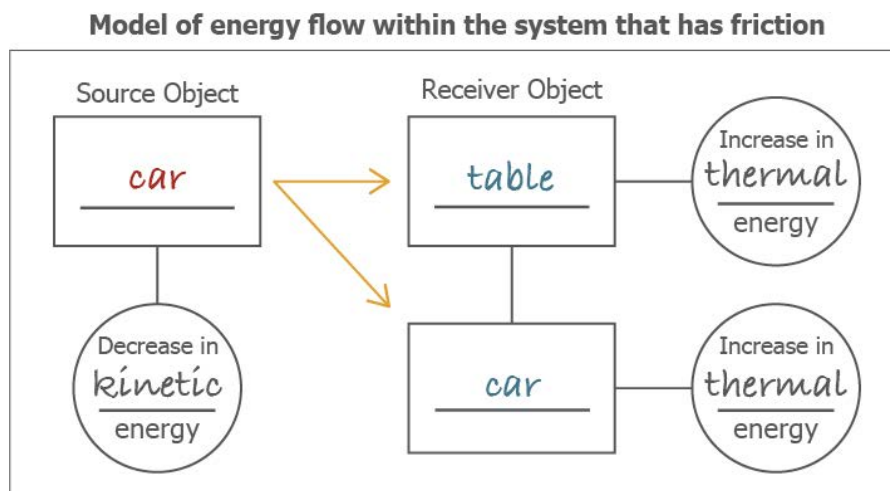 Model of energy flow within the system that has friction
Source Object
Receiver Object
car
table
Increase in
thermal
energy
Decrease in
kinetic
energy
car
Increase in
thermal
energy